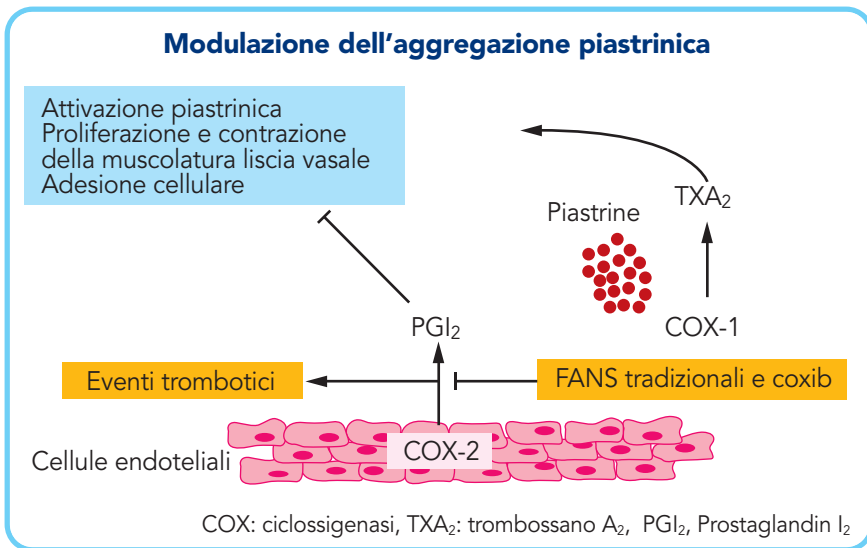 Modulazione dell'aggregazione piastrinica
Attivazione piastrinica
Proliferazione e contrazione
della muscolatura liscia vasale
Adesione cellulare
TXA₂
Piastrine
PGI₂
COX-1
Eventi trombotici
FANS tradizionali e coxib
Cellule endoteliali
COX-2
COX: ciclossigenasi, TXA₂: trombossano A₂, PGI₂, Prostaglandin I₂